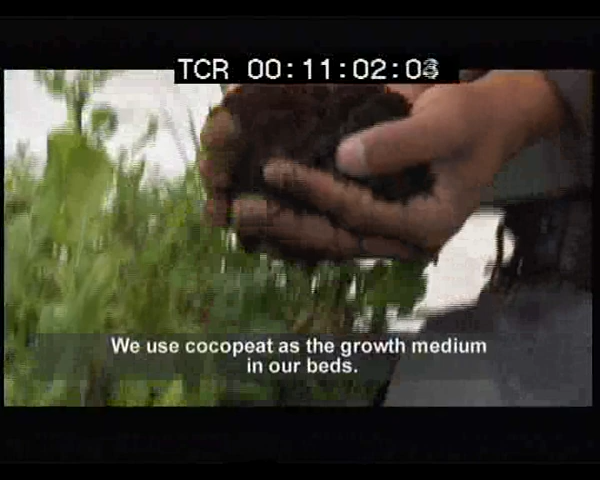 TCR 00:11:02:03
We use cocopeat as the growth medium
in our beds.